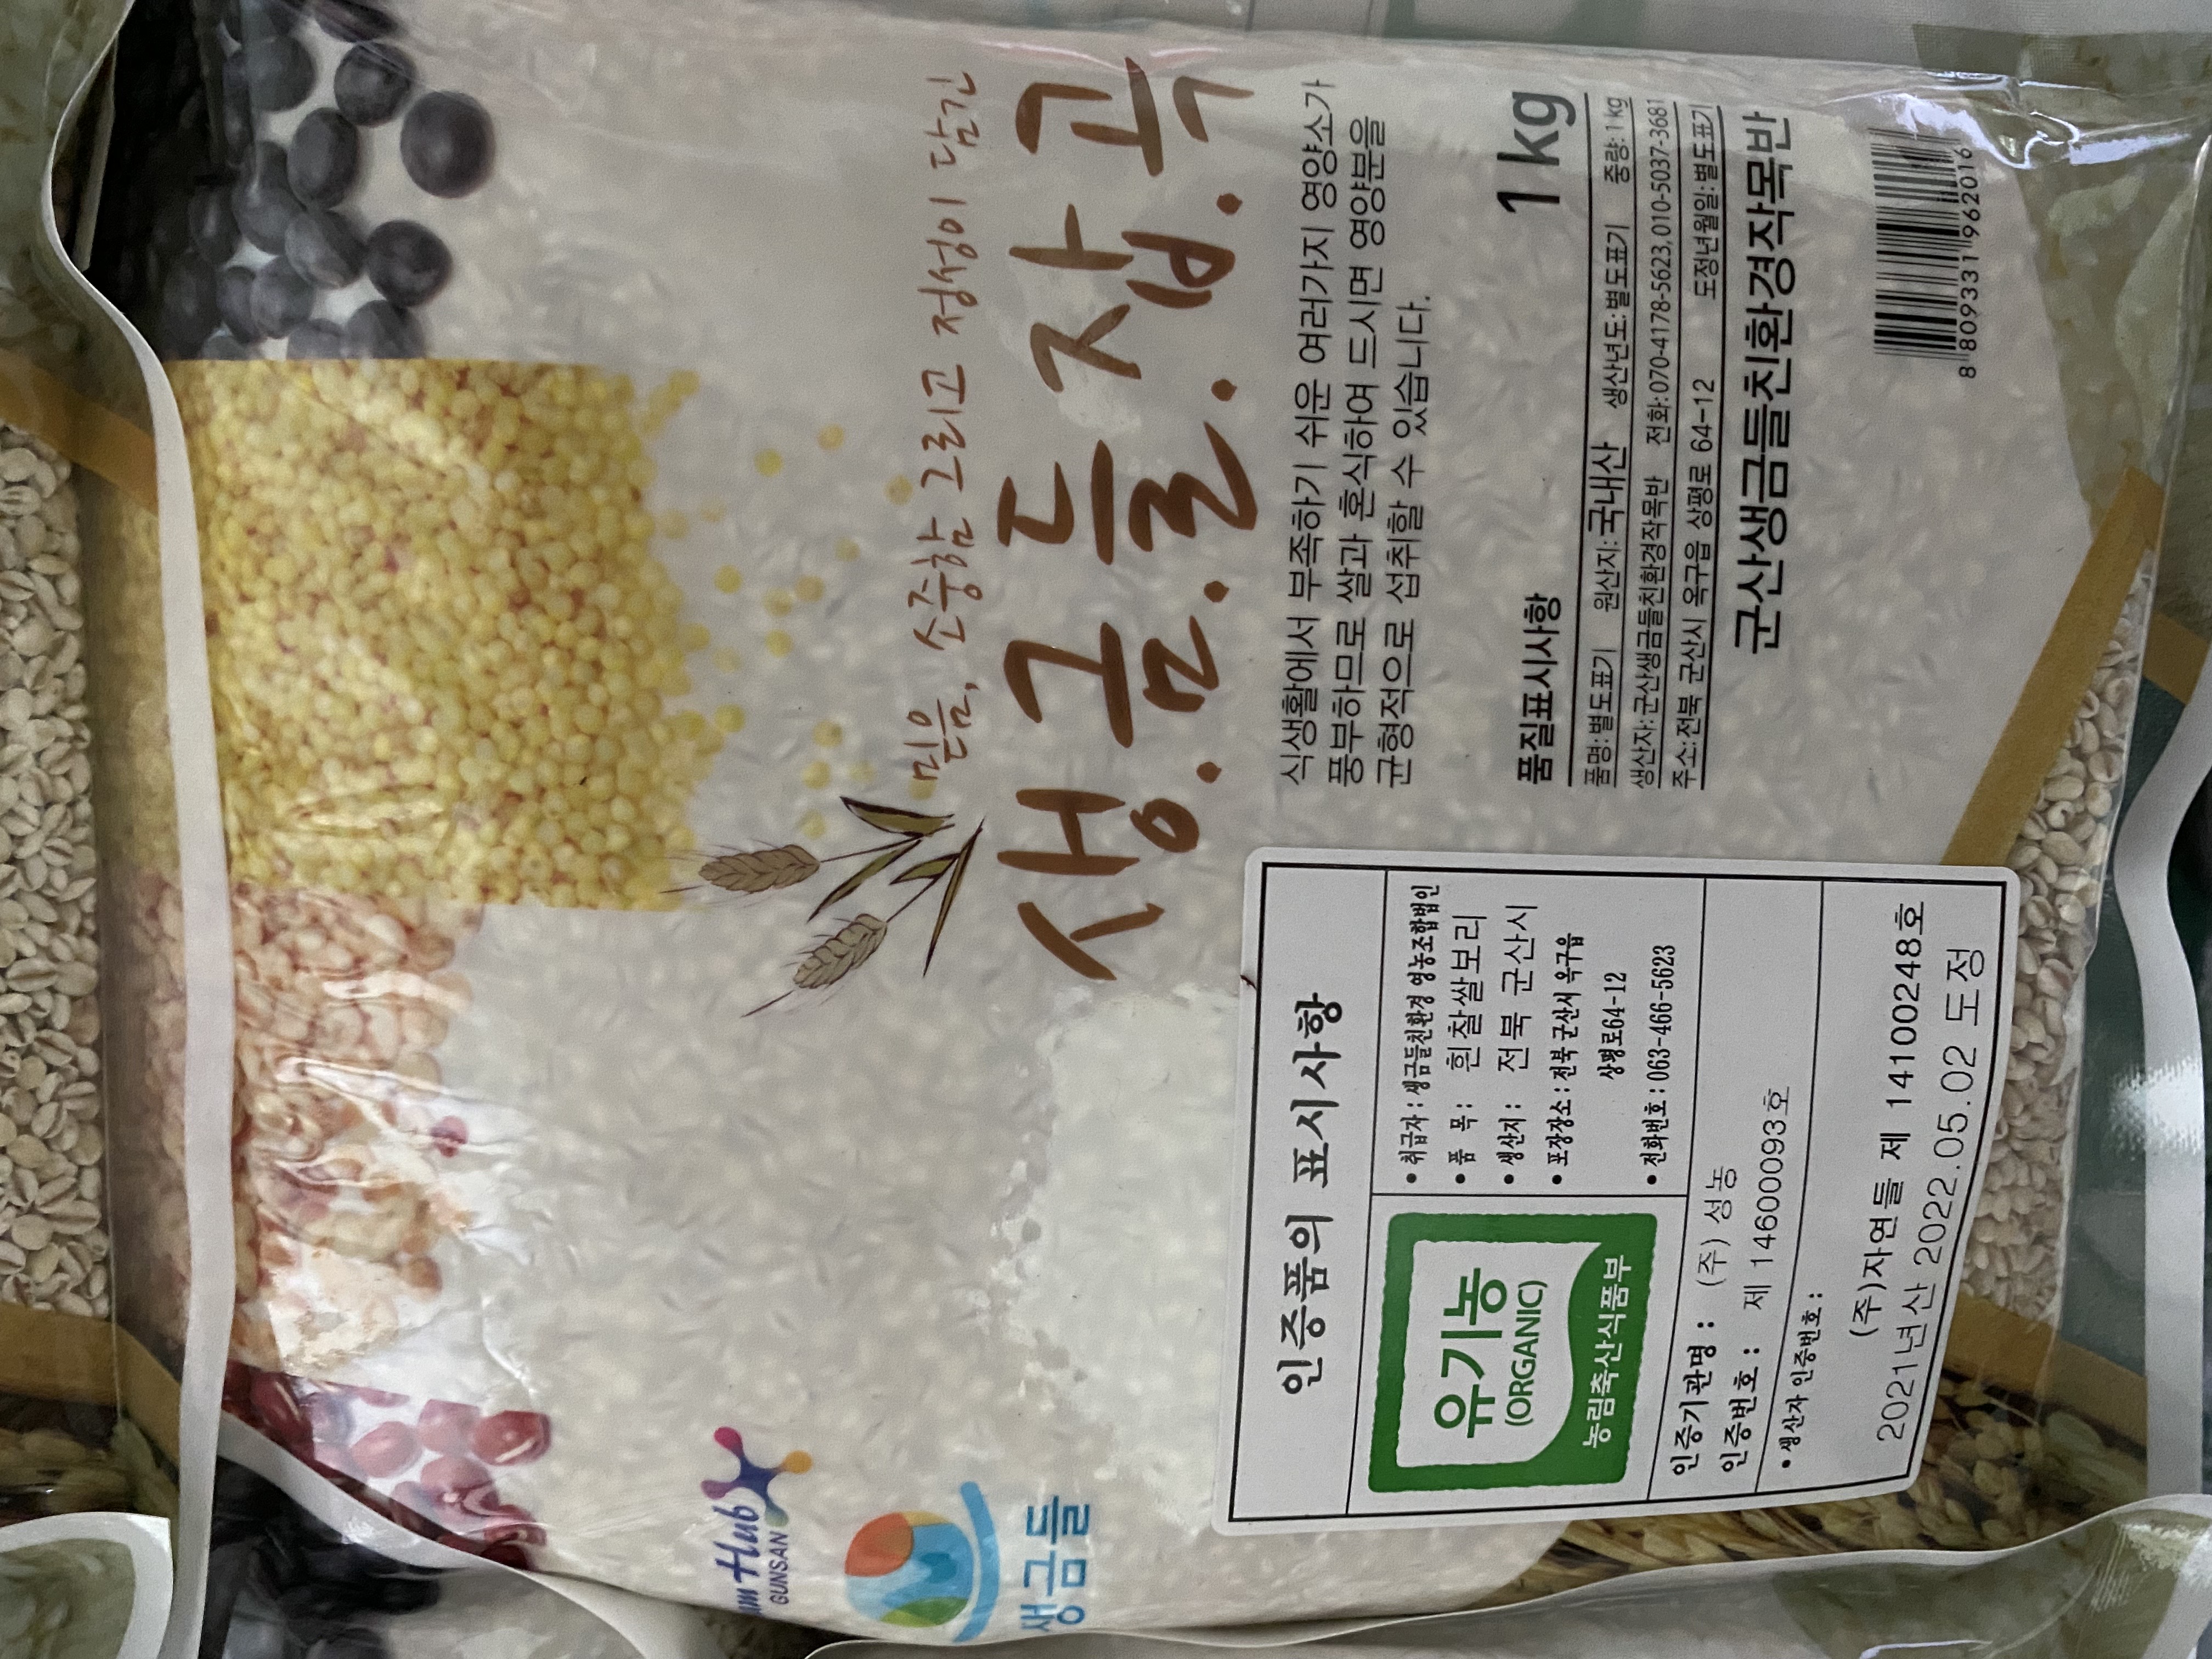 믿음, 소중함 그리고 정성이 담긴
생.금.들.잡.곡
식생활에서 부족하기 쉬운 여러가지 영양소가
풍부하므로 쌀과 혼식하여 드시면 영양분을
균형적으로 섭취할 수 있습니다.
품질표시사항 1 kg
품명:별도표기 원산지:국내산 생산년도:별도표기 중량:1 kg
생산자:군산생금들친환경작목반 전화:070-4178-5623,010-5037-3681
주소:전북 군산시 옥구읍 상평로 64-12 도정년월일:별도표기
군산생금들친환경작목반
8 809331 962016
Hub
GUNSAN
생금들
인증품의 표시사항
유기농
(ORGANIC)
농림축산식품부
• 취급자 : 생금들친환경 영농조합법인
• 품 목 : 흰찰쌀보리
• 생산지 : 전북 군산시
• 포장장소 : 전북 군산시 옥구읍
상평로64-12
• 전화번호 : 063-466-5623
인증기관명 : (주) 성농
인증번호 : 제 14600093호
• 생산자 인증번호 :
(주)자연들 제 14100248호
2021년산 2022.05.02 도정